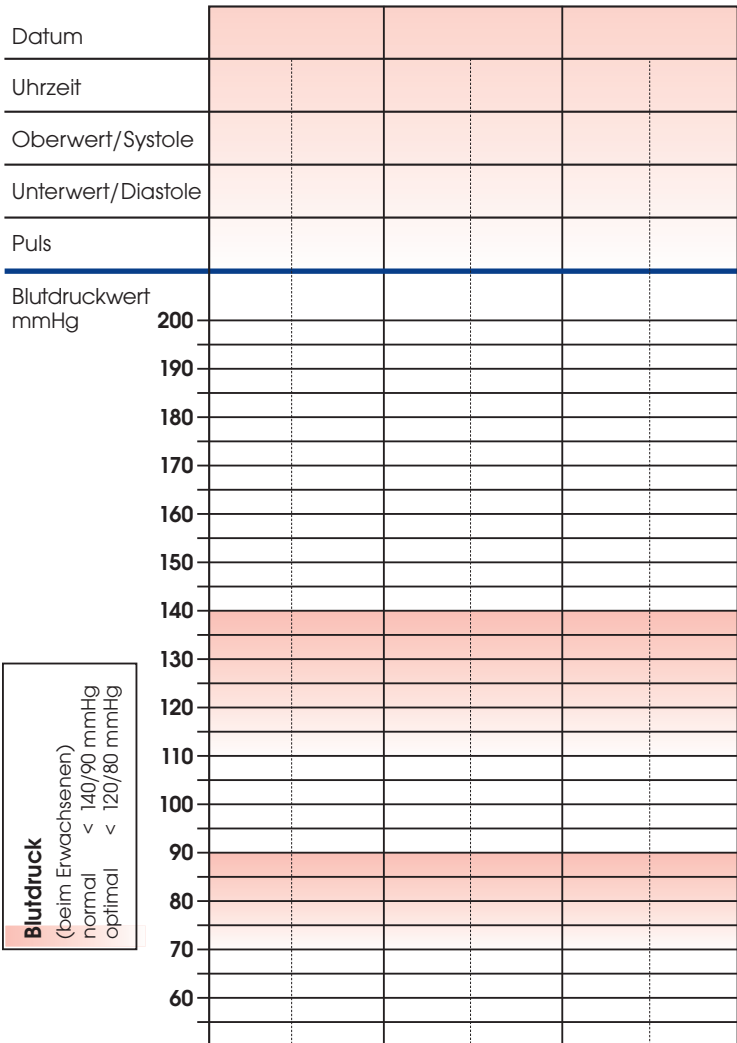 Datum
Uhrzeit
Oberwert/Systole
Unterwert/Diastole
Puls
Blutdruckwert
mmHg
200
190
180
170
160
150
140
130
120
110
100
90
80
70
60
Blutdruck
(beim Erwachsenen)
normal < 140/90 mmHg
optimal < 120/80 mmHg